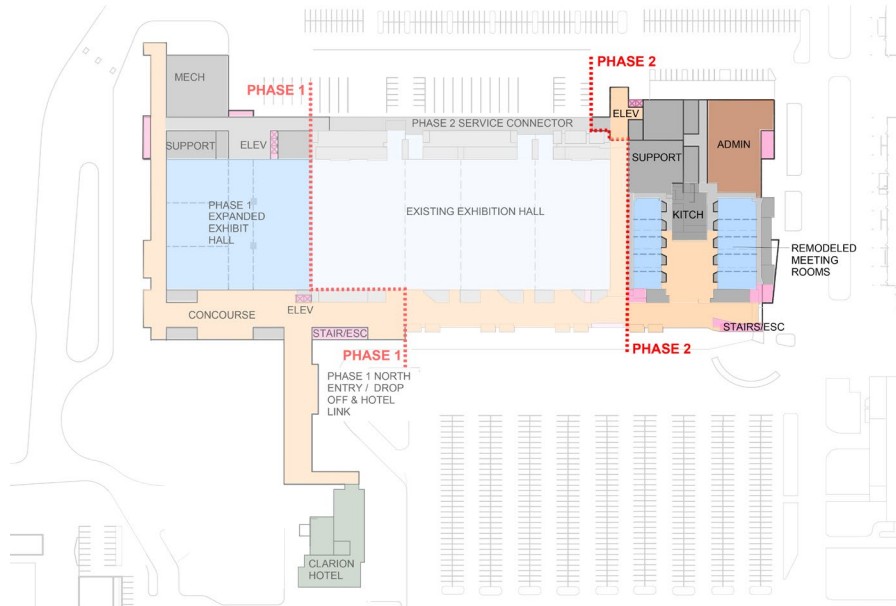 PHASE 2
MECH
PHASE 1
ELEV
PHASE 2 SERVICE CONNECTOR
SUPPORT
ELEV
ADMIN
SUPPORT
PHASE 1
EXPANDED
EXHIBIT
HALL
EXISTING EXHIBITION HALL
KITCH
REMODELED
MEETING
ROOMS
CONCOURSE
ELEV
STAIR/ESC
STAIRS/ESC
PHASE 1
PHASE 2
PHASE 1 NORTH
ENTRY / DROP
OFF & HOTEL
LINK
CLARION
HOTEL